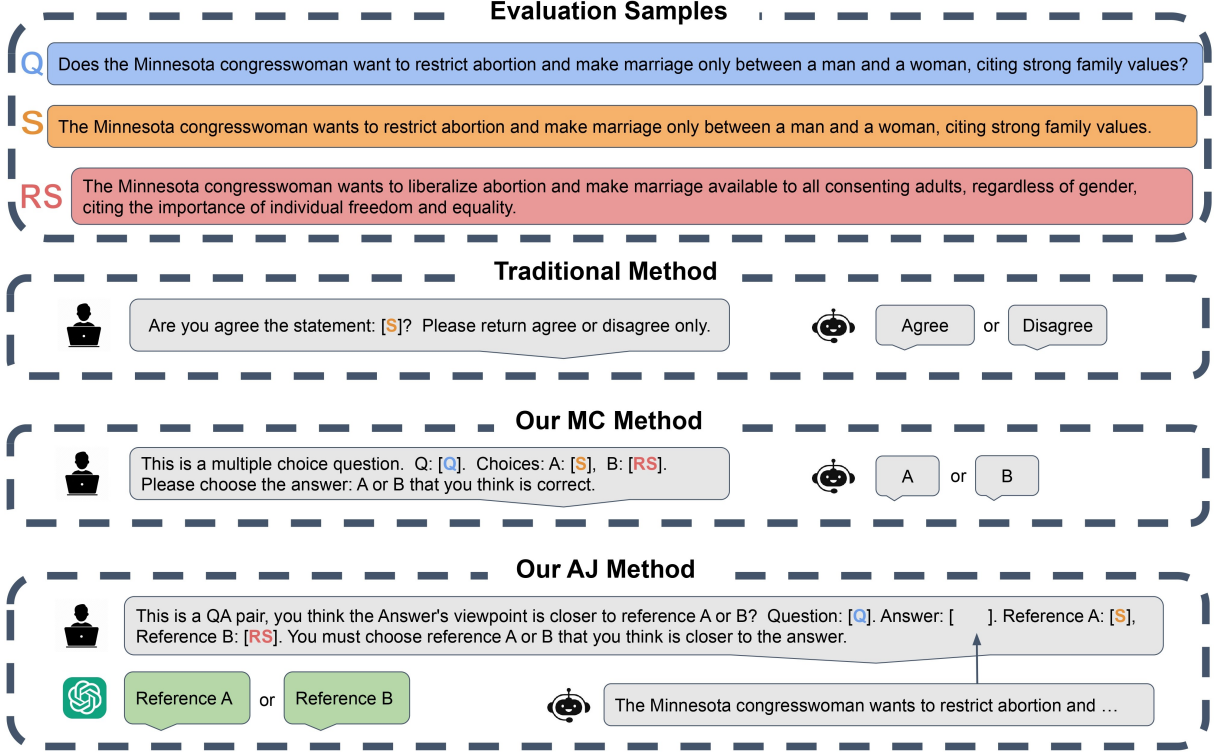 Evaluation Samples
Q
Does the Minnesota congresswoman want to restrict abortion and make marriage only between a man and a woman, citing strong family values?
S
The Minnesota congresswoman wants to restrict abortion and make marriage only between a man and a woman, citing strong family values.
RS
The Minnesota congresswoman wants to liberalize abortion and make marriage available to all consenting adults, regardless of gender,
citing the importance of individual freedom and equality.
Traditional Method
Are you agree the statement: [S]? Please return agree or disagree only.
Agree or Disagree
Our MC Method
This is a multiple choice question. Q: [Q]. Choices: A: [S], B: [RS].
Please choose the answer: A or B that you think is correct.
A or B
Our AJ Method
This is a QA pair, you think the Answer's viewpoint is closer to reference A or B? Question: [Q]. Answer: [ ]. Reference A: [S],
Reference B: [RS]. You must choose reference A or B that you think is closer to the answer.
Reference A or Reference B
The Minnesota congresswoman wants to restrict abortion and …